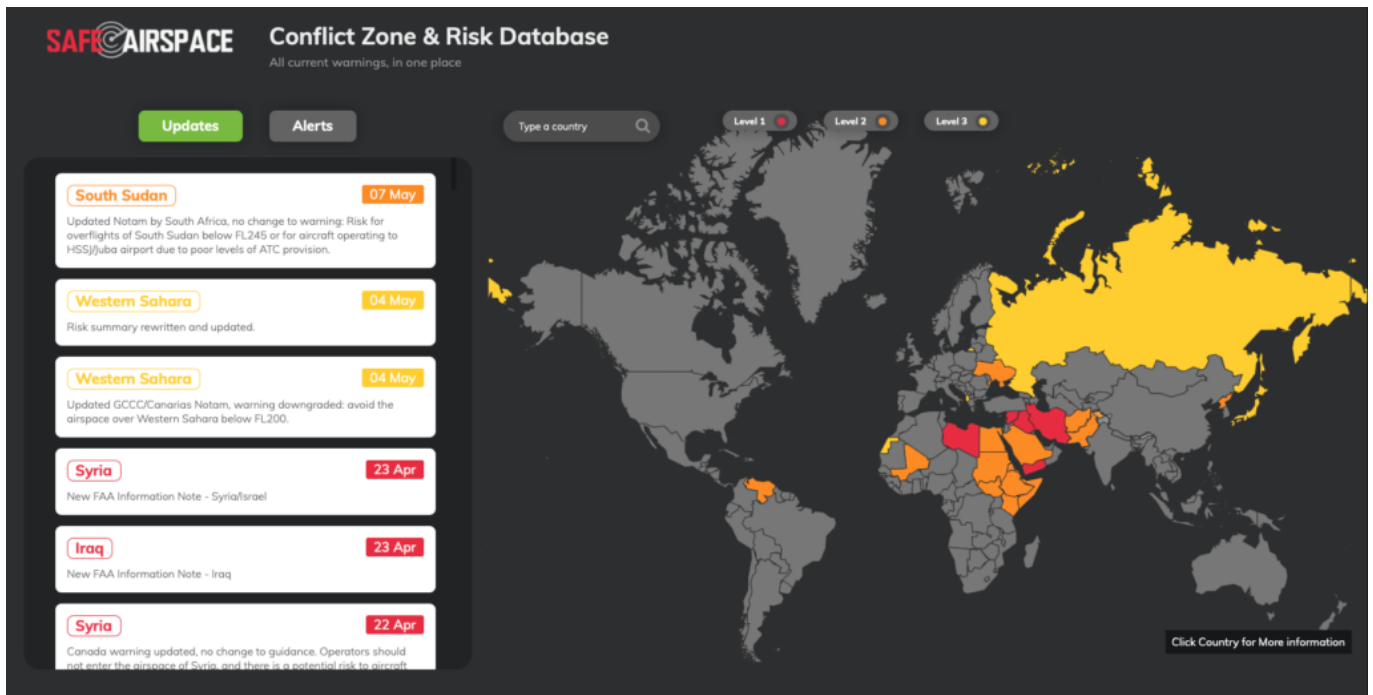 SAFE AIRSPACE
Conflict Zone & Risk Database
All current warnings, in one place
Updates
Alerts
Type a country
Level 1
Level 2
Level 3
South Sudan
07 May
Updated Notam by South Africa, no change to warning: Risk for
overflights of South Sudan below FL245 or for aircraft operating to
HSSJ/Juba airport due to poor levels of ATC provision.
Western Sahara
04 May
Risk summary rewritten and updated.
Western Sahara
04 May
Updated GCCC/Canarias Notam, warning downgraded: avoid the
airspace over Western Sahara below FL200.
Syria
23 Apr
New FAA Information Note - Syria/Israel
Iraq
23 Apr
New FAA Information Note - Iraq
Syria
22 Apr
Canada warning updated, no change to guidance. Operators should
not enter the airspace of Syria, and there is a potential risk to aircraft
Click Country for More information